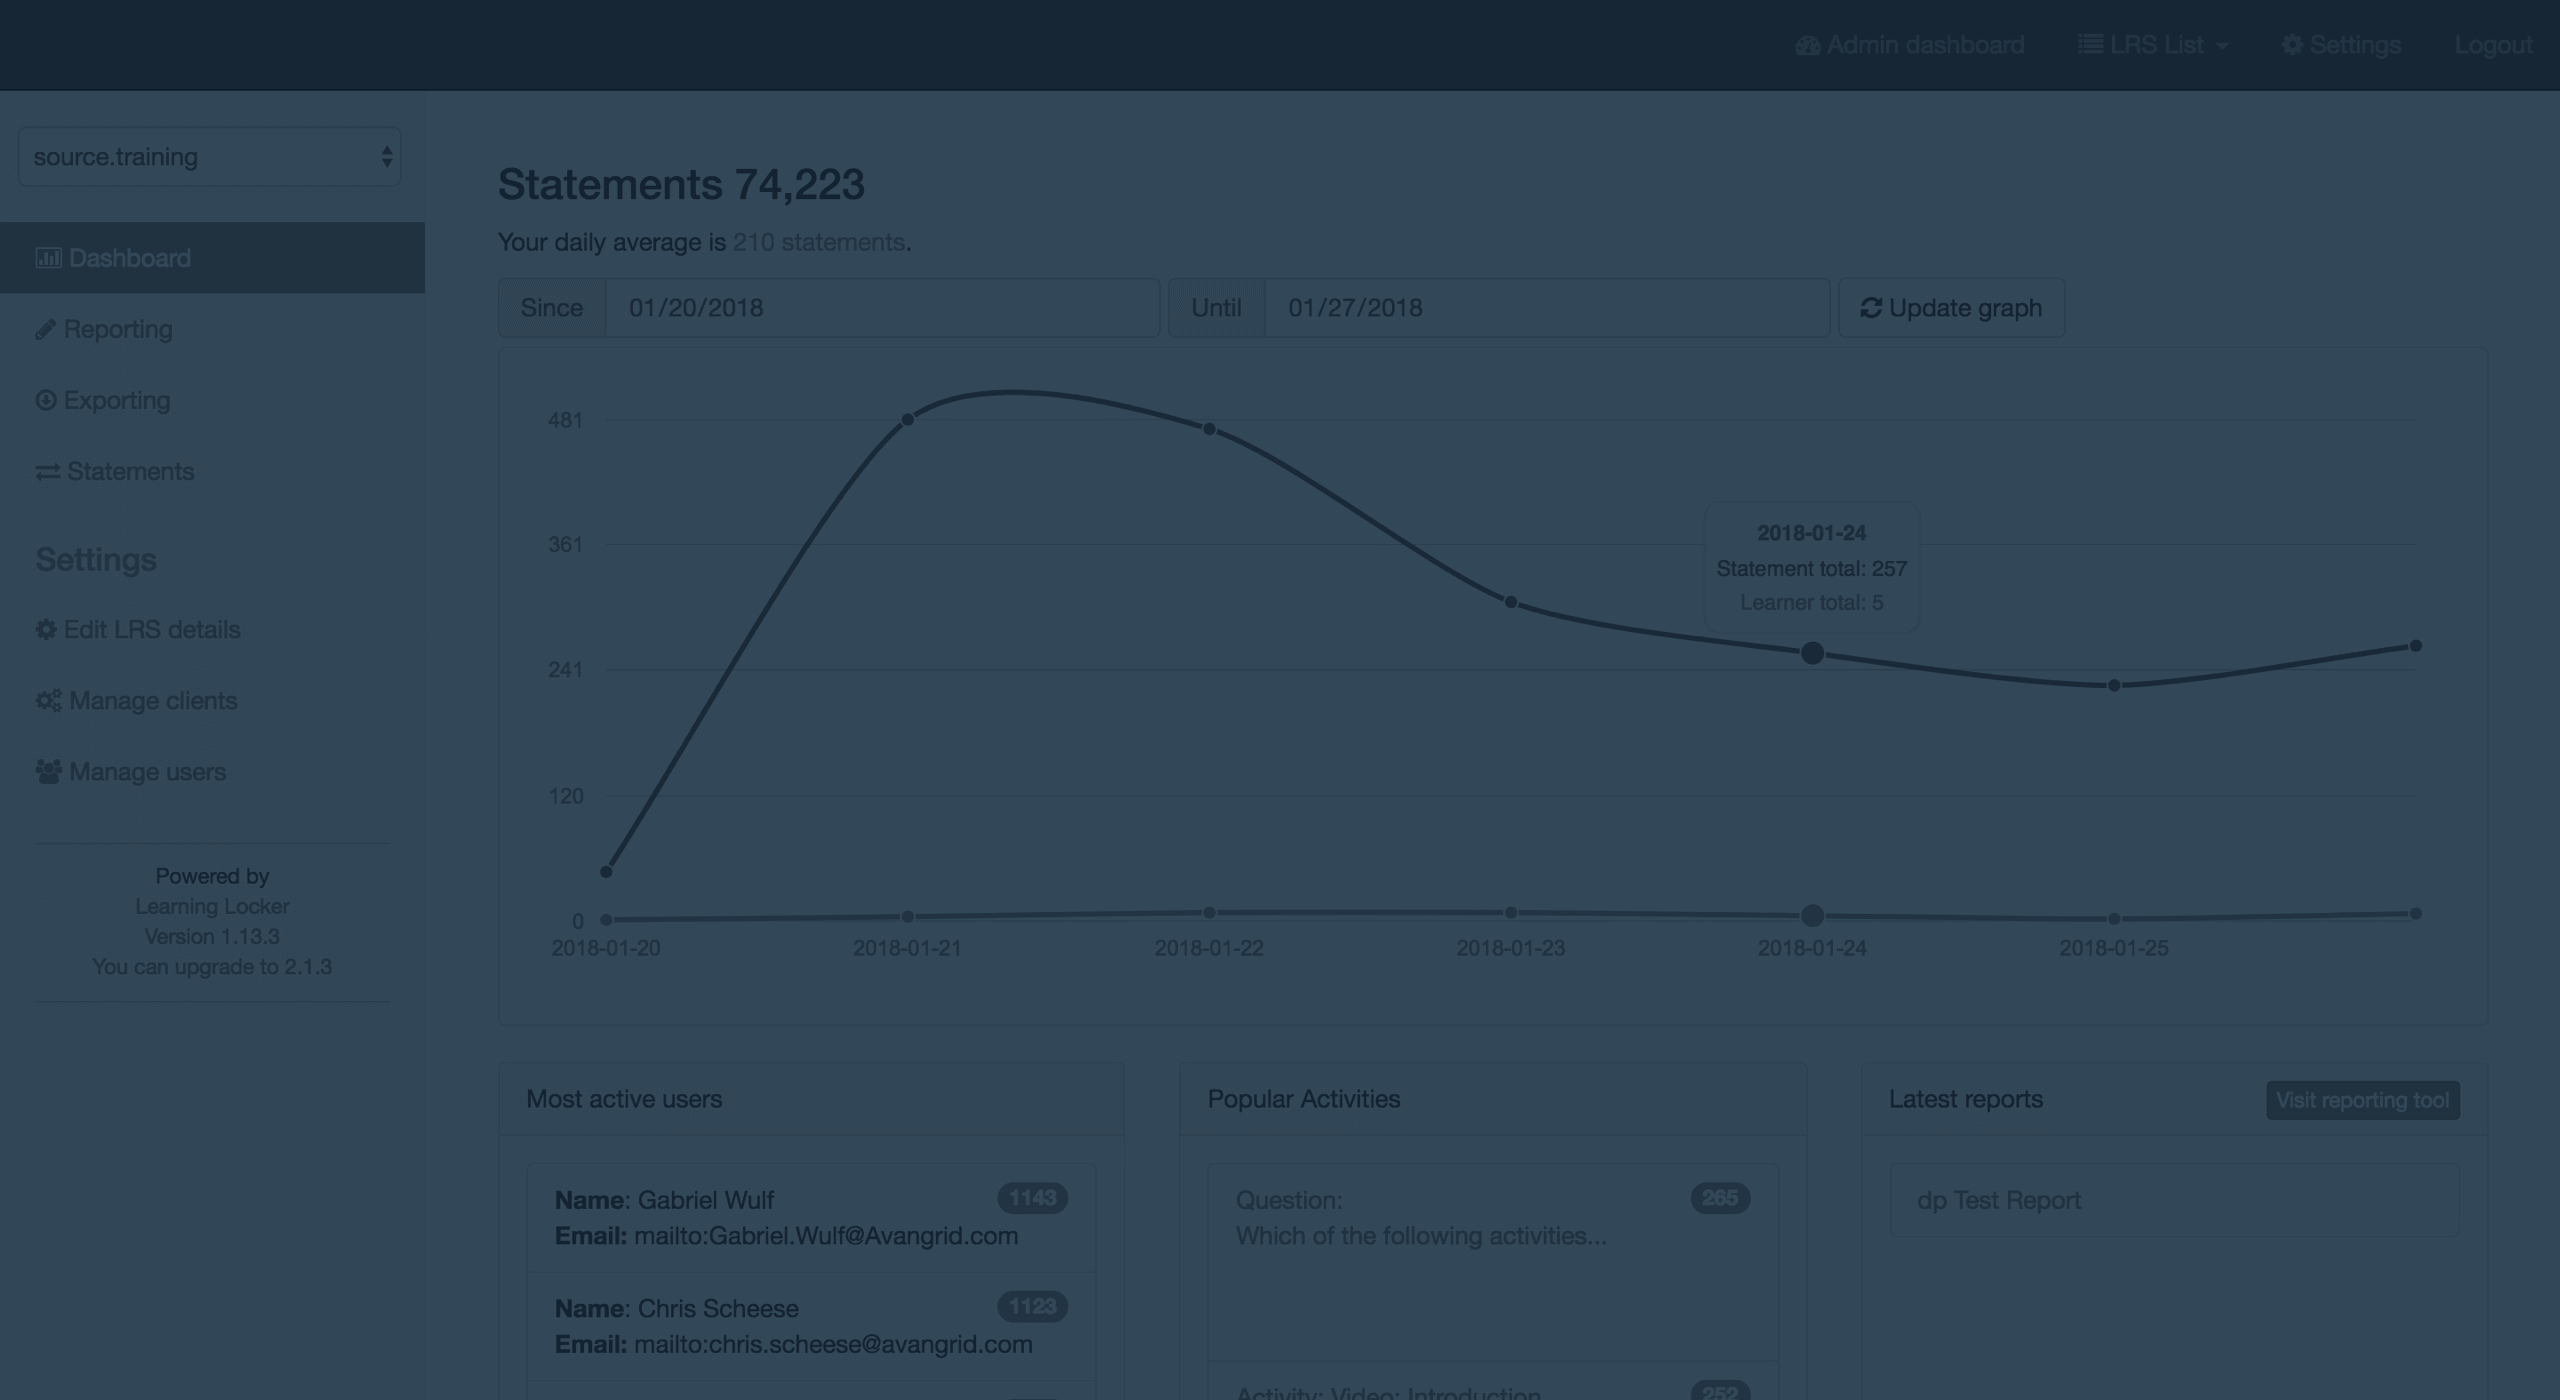 Admin dashboard LRS List Settings Logout
source.training
Dashboard
Reporting
Exporting
Statements
Settings
Edit LRS details
Manage clients
Manage users
Powered by
Learning Locker
Version 1.13.3
You can upgrade to 2.1.3
Statements 74,223
Your daily average is 210 statements.
Since 01/20/2018 Until 01/27/2018 Update graph
481
361
241
120
0
2018-01-24
Statement total: 257
Learner total: 5
2018-01-20 2018-01-21 2018-01-22 2018-01-23 2018-01-24 2018-01-25
Most active users
Name: Gabriel Wulf 1143
Email: mailto:Gabriel.Wulf@Avangrid.com
Name: Chris Scheese 1123
Email: mailto:chris.scheese@avangrid.com
Popular Activities
Question: 265
Which of the following activities...
Activity: Video: Introduction 252
Latest reports Visit reporting tool
dp Test Report